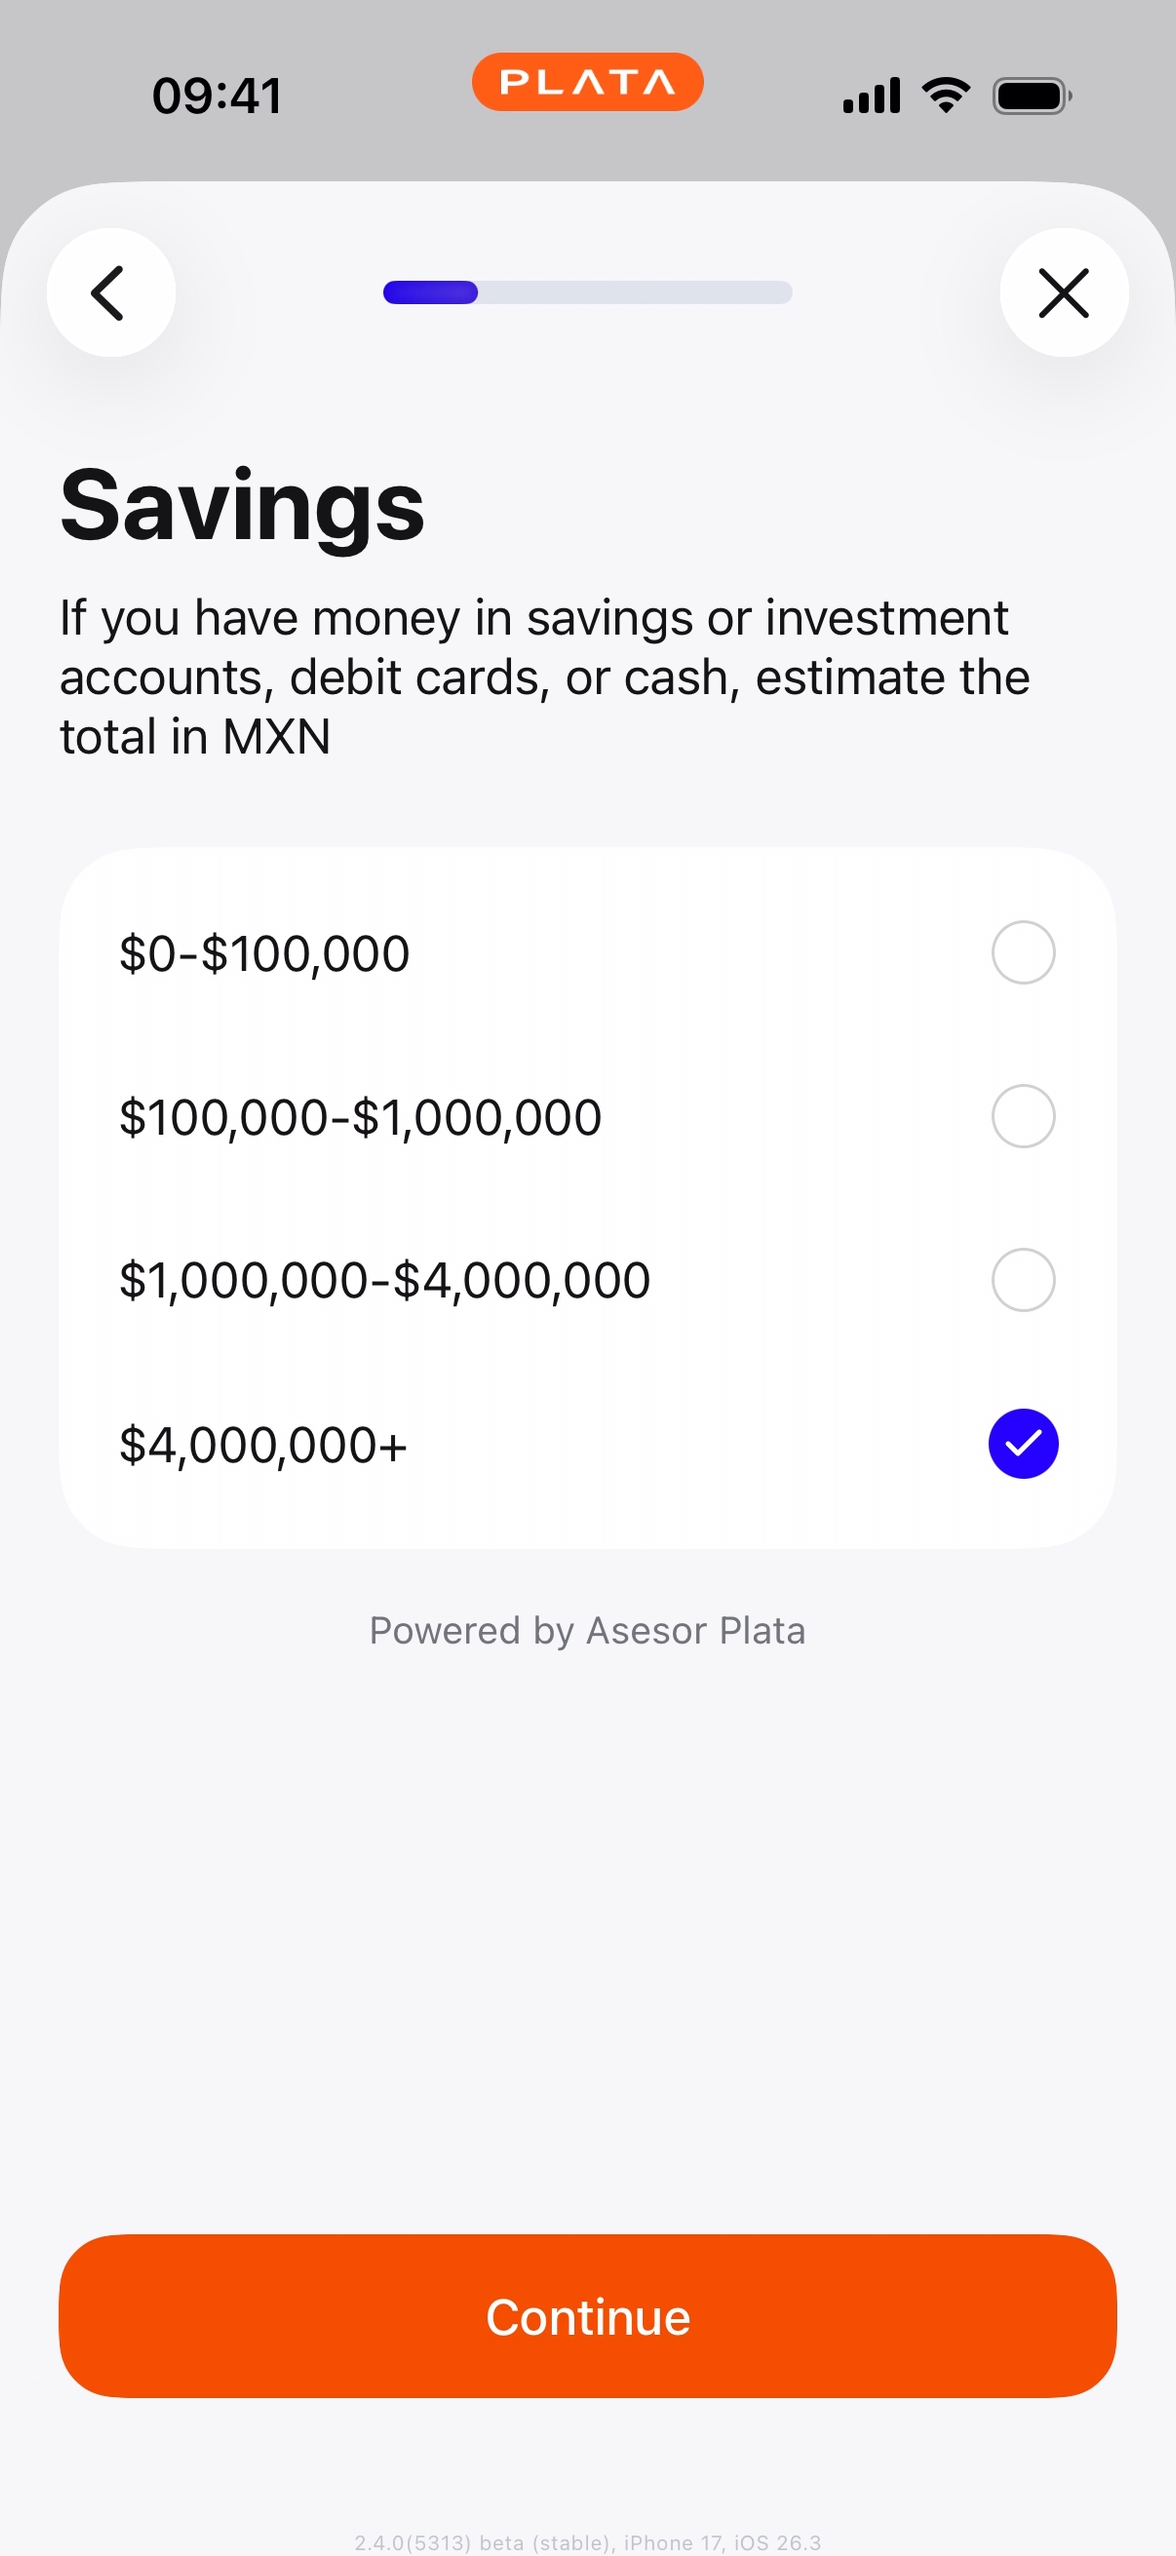 09:41
PLATA
Savings
If you have money in savings or investment
accounts, debit cards, or cash, estimate the
total in MXN
$0-$100,000
$100,000-$1,000,000
$1,000,000-$4,000,000
$4,000,000+
Powered by Asesor Plata
Continue
2.4.0(5313) beta (stable), iPhone 17, iOS 26.3